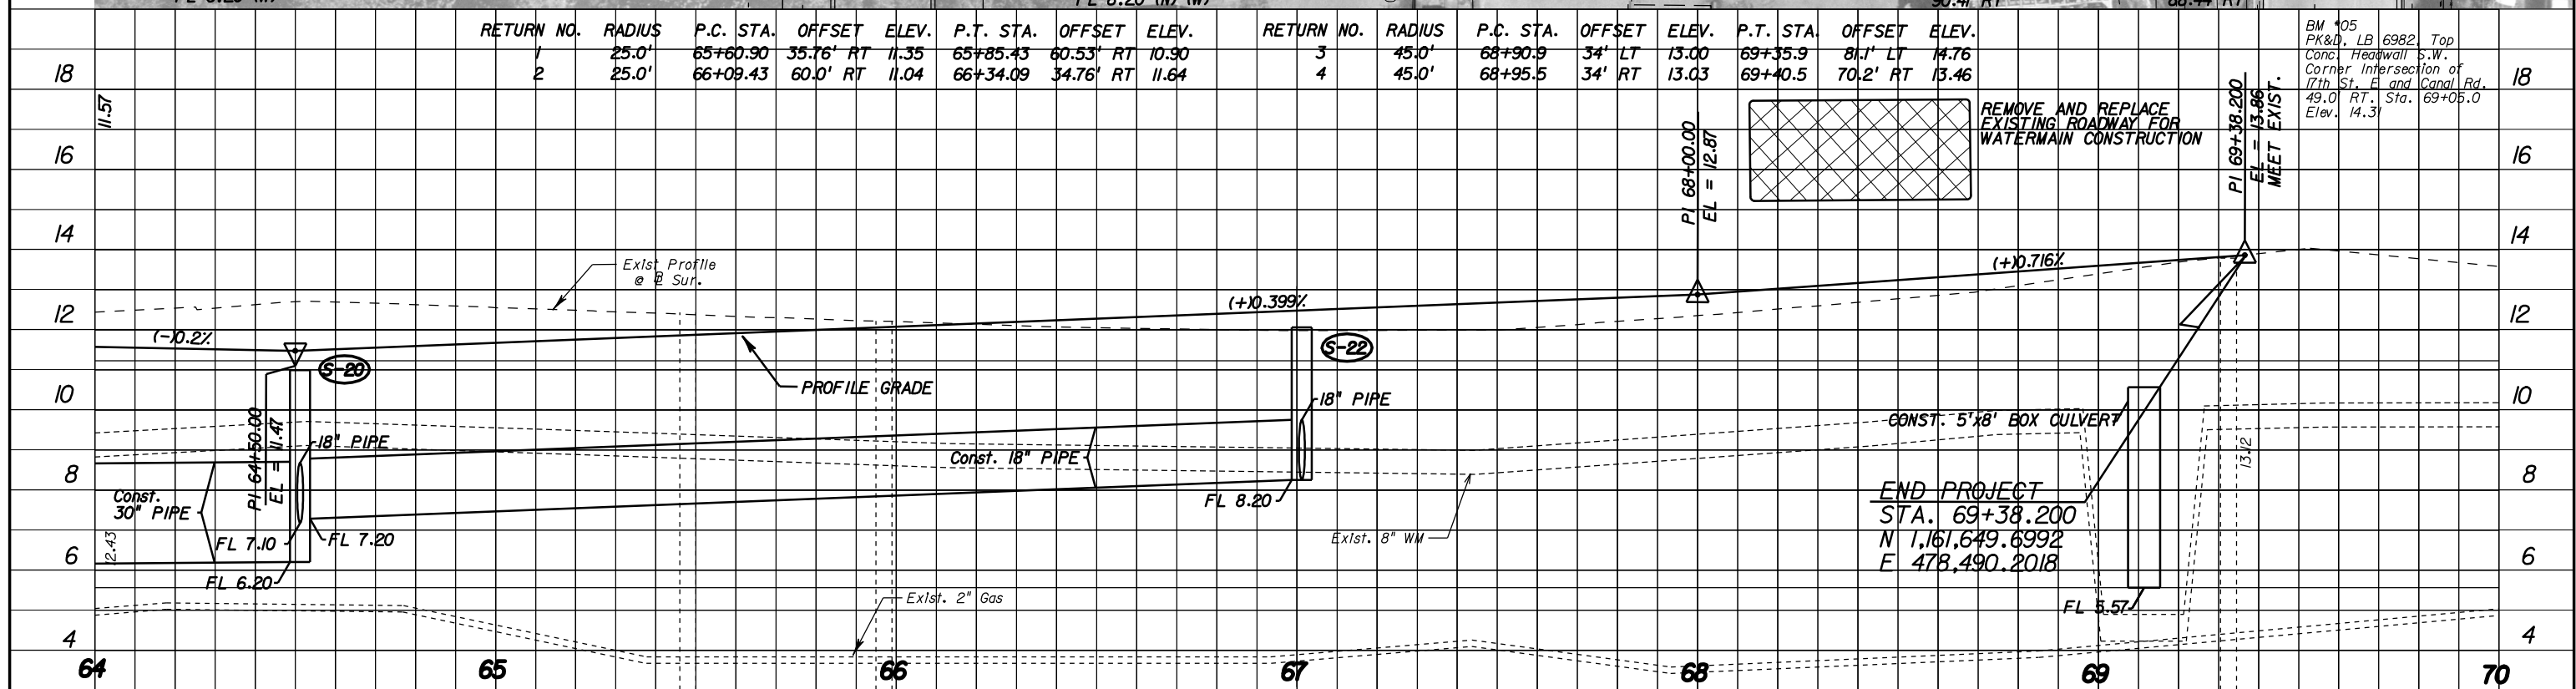 RETURN NO. RADIUS P.C. STA. OFFSET ELEV. P.T. STA. OFFSET ELEV.
1 25.0' 65+60.90 35.76' RT 11.35 65+85.43 60.53' RT 10.90
2 25.0' 66+09.43 60.0' RT 11.04 66+34.09 34.76' RT 11.64
RETURN NO. RADIUS P.C. STA. OFFSET ELEV. P.T. STA. OFFSET ELEV.
3 45.0' 68+90.9 34' LT 13.00 69+35.9 81.1' LT 14.76
4 45.0' 68+95.5 34' RT 13.03 69+40.5 70.2' RT 13.46
BM #05
PK&D, LB 6982, Top
Conc. Headwall S.W.
Corner Intersection of
17th St. E and Canal Rd.
49.0' RT. Sta. 69+05.0
Elev. 14.31
18
16
14
12
10
8
6
4
11.57
12.43
(-)0.2%
Exist Profile
@ ⅊ Sur.
S-20
PI 64+50.00
EL = 11.47
18" PIPE
Const.
30" PIPE
FL 7.10
FL 7.20
FL 6.20
PROFILE GRADE
Const. 18" PIPE
Exist. 2" Gas
(+)0.399%
S-22
18" PIPE
FL 8.20
Exist. 8" WM
PI 68+00.00
EL = 12.87
REMOVE AND REPLACE
EXISTING ROADWAY FOR
WATERMAIN CONSTRUCTION
(+)0.716%
PI 69+38.200
EL = 13.86
MEET EXIST.
CONST. 5'x8' BOX CULVERT
END PROJECT
STA. 69+38.200
N 1,161,649.6992
E 478,490.2018
FL 5.57
13.12
18
16
14
12
10
8
6
4
64 65 66 67 68 69 70